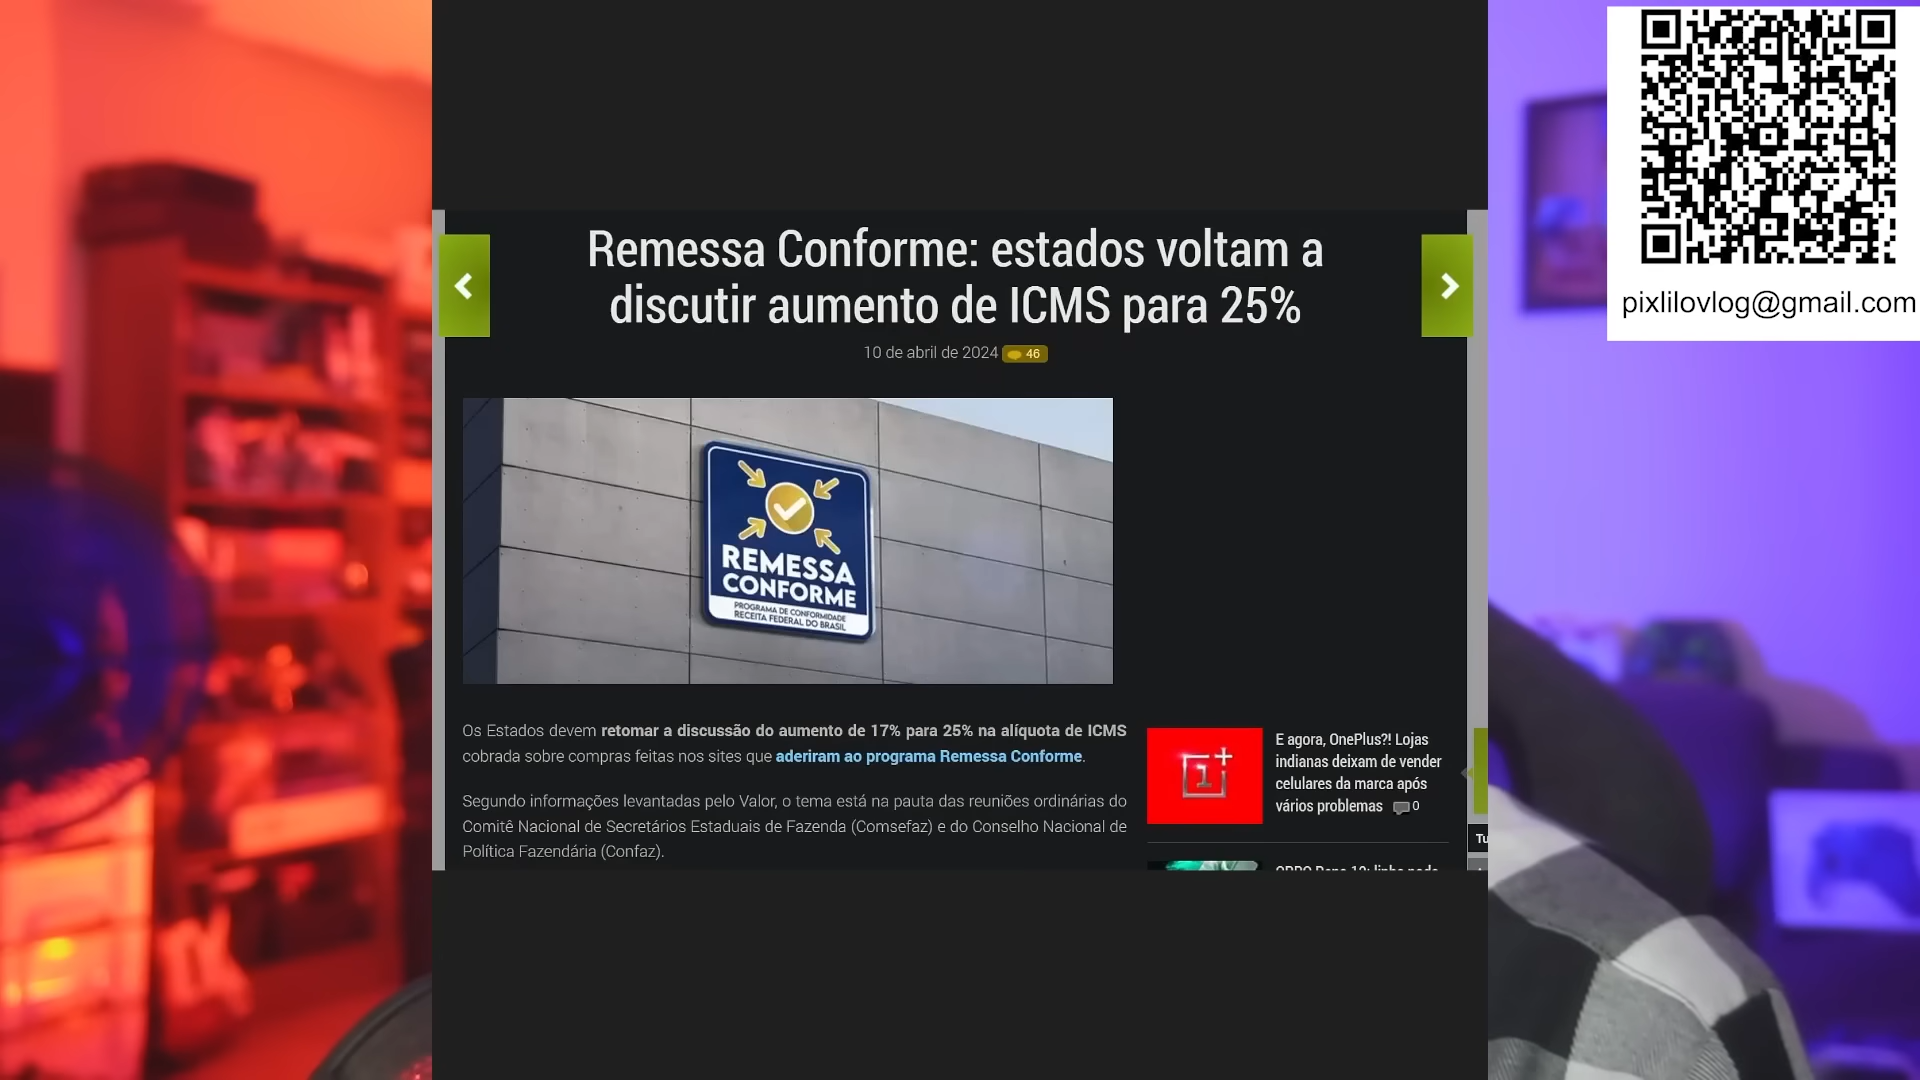 pixlilovlog@gmail.com
Remessa Conforme: estados voltam a
discutir aumento de ICMS para 25%
10 de abril de 2024 46
REMESSA
CONFORME
PROGRAMA DE CONFORMIDADE
RECEITA FEDERAL DO BRASIL
Os Estados devem retomar a discussão do aumento de 17% para 25% na alíquota de ICMS
cobrada sobre compras feitas nos sites que aderiram ao programa Remessa Conforme.
Segundo informações levantadas pelo Valor, o tema está na pauta das reuniões ordinárias do
Comitê Nacional de Secretários Estaduais de Fazenda (Comsefaz) e do Conselho Nacional de
Política Fazendária (Confaz).
1+
E agora, OnePlus?! Lojas
indianas deixam de vender
celulares da marca após
vários problemas 0
Tu